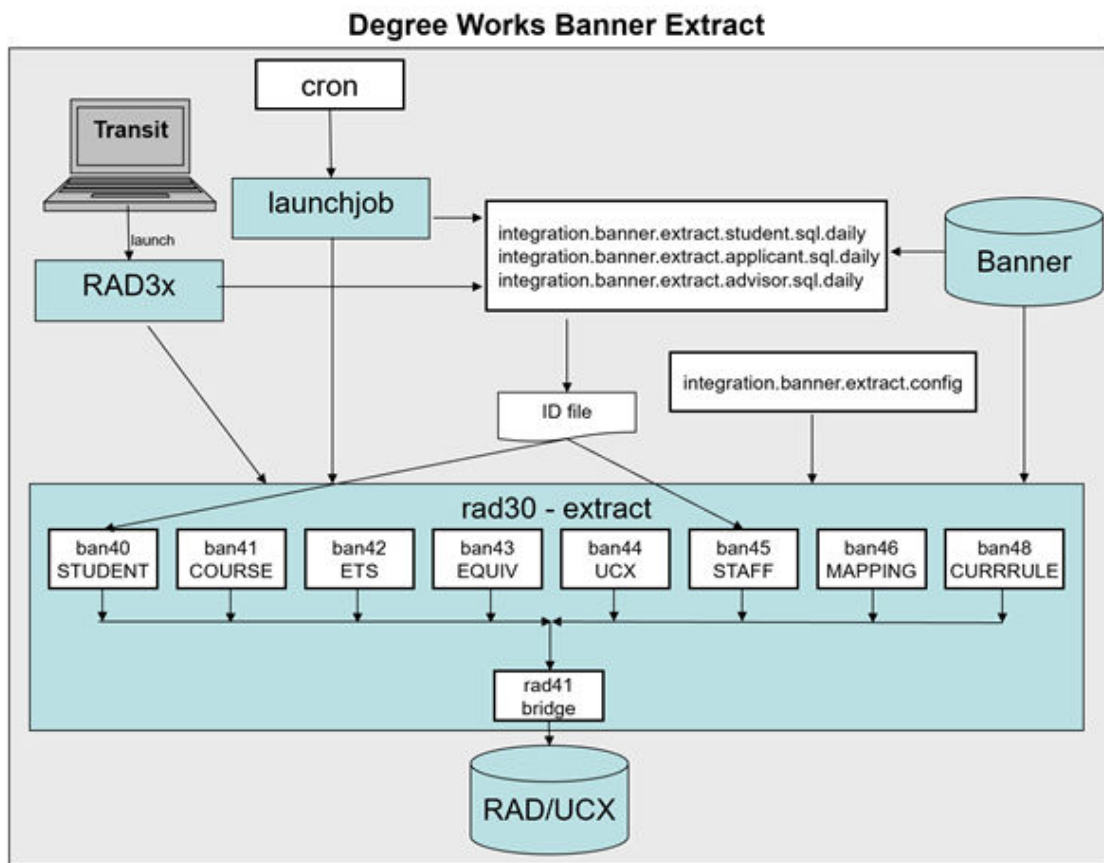 Degree Works Banner Extract
cron
Transit
launchjob
launch
RAD3x
integration.banner.extract.student.sql.daily
integration.banner.extract.applicant.sql.daily
integration.banner.extract.advisor.sql.daily
Banner
integration.banner.extract.config
ID file
rad30 - extract
ban40
STUDENT
ban41
COURSE
ban42
ETS
ban43
EQUIV
ban44
UCX
ban45
STAFF
ban46
MAPPING
ban48
CURRRULE
rad41
bridge
RAD/UCX